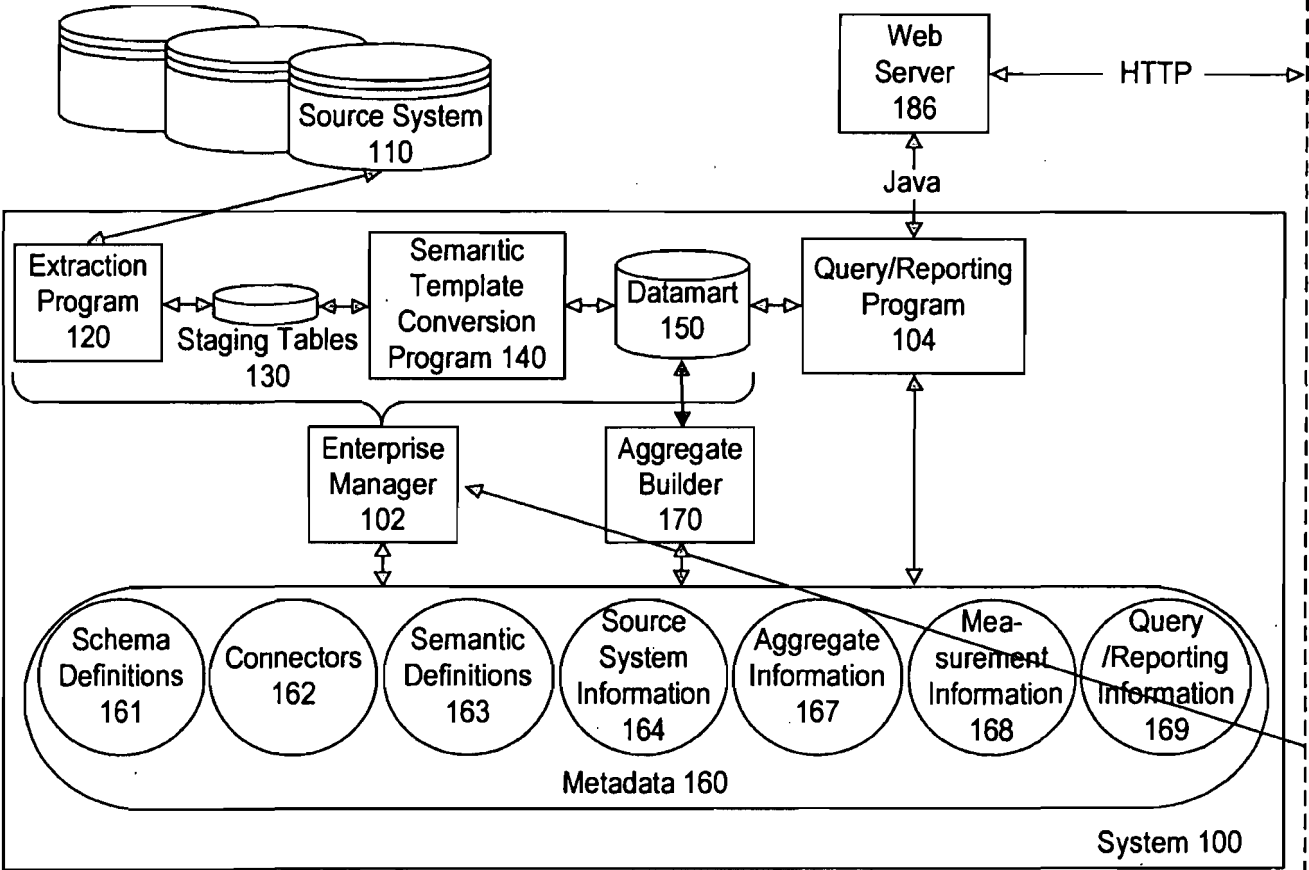 Source System
110
Web
Server
186
HTTP
Java
Extraction
Program
120
Staging Tables
130
Semantic
Template
Conversion
Program 140
Datamart
150
Query/Reporting
Program
104
Enterprise
Manager
102
Aggregate
Builder
170
Schema
Definitions
161
Connectors
162
Semantic
Definitions
163
Source
System
Information
164
Aggregate
Information
167
Mea-
surement
Information
168
Query
/Reporting
Information
169
Metadada 160
System 100